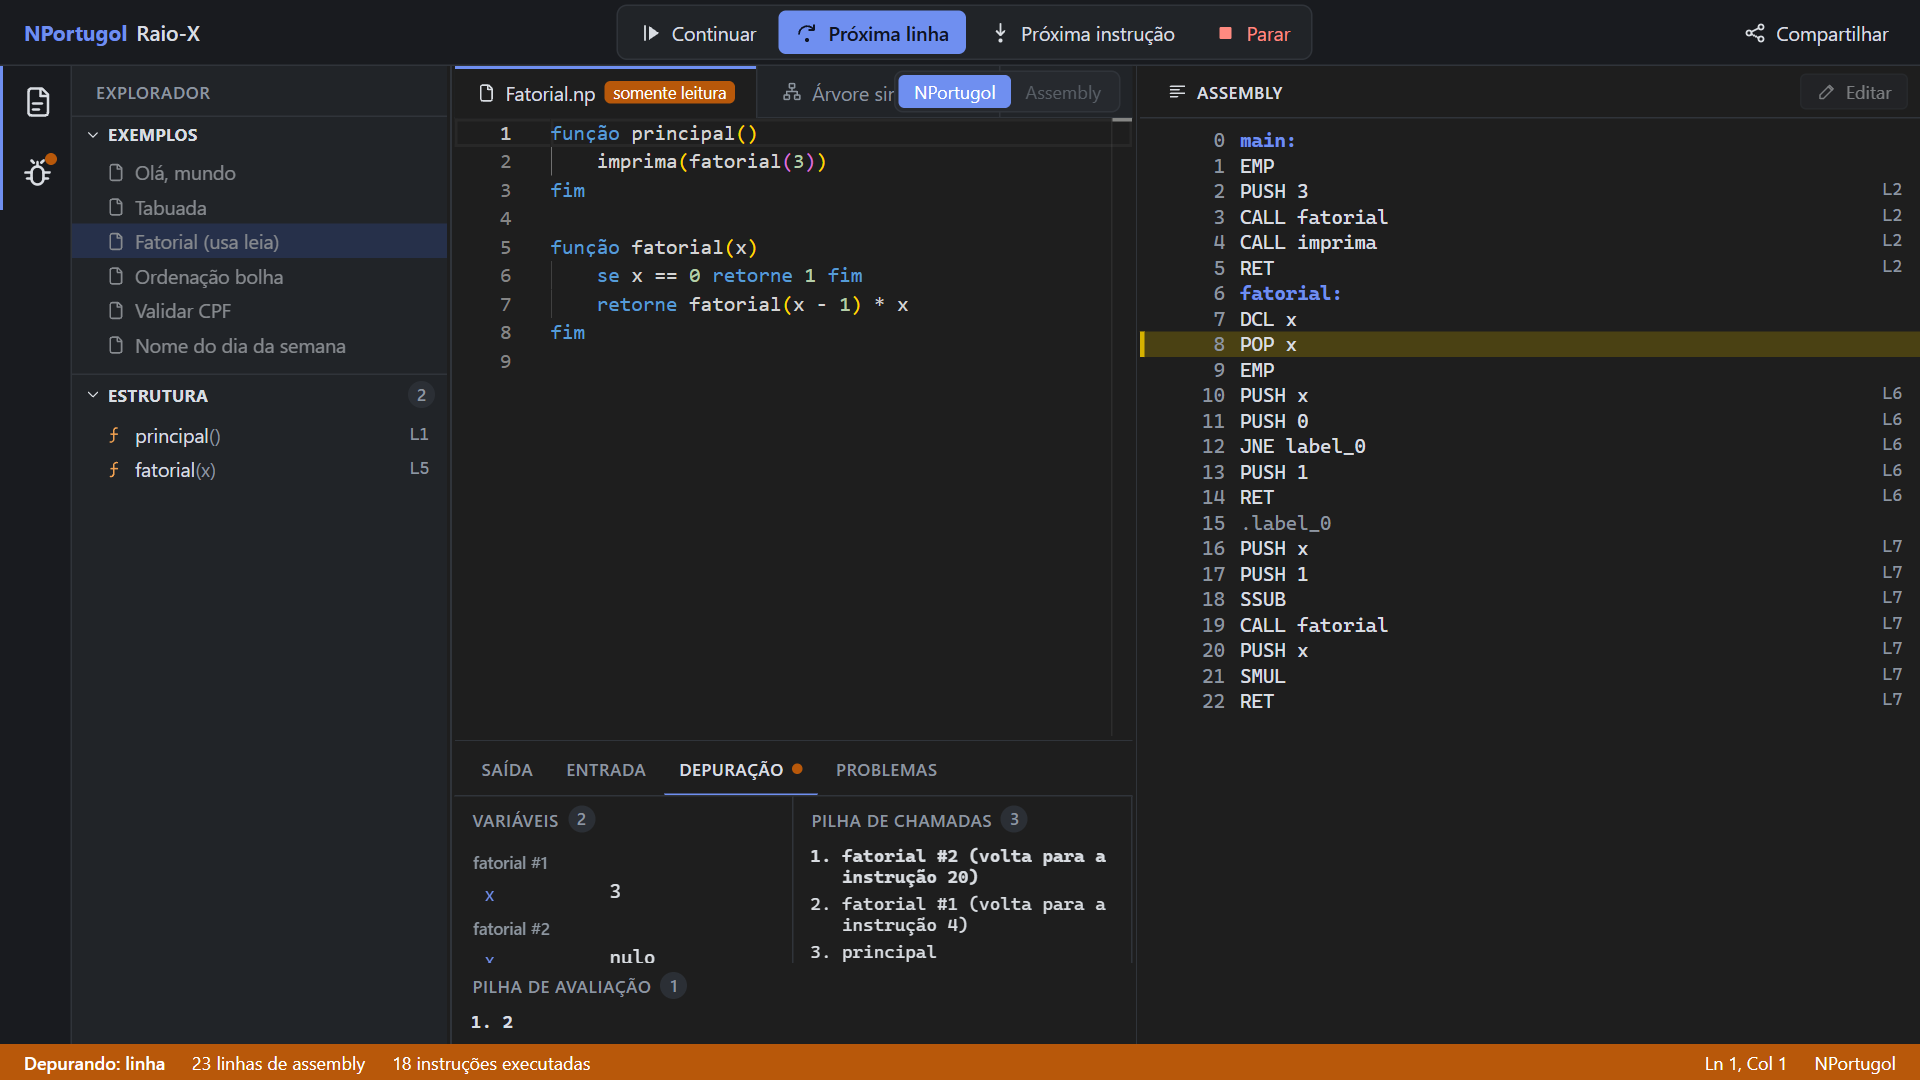 NPortugol Raio-X
Continuar
Próxima linha
Próxima instrução
Parar
Compartilhar
EXPLORADOR
EXEMPLOS
Olá, mundo
Tabuada
Fatorial (usa leia)
Ordenação bolha
Validar CPF
Nome do dia da semana
ESTRUTURA 2
principal() L1
fatorial(x) L5
Fatorial.np somente leitura
Árvore sin
NPortugol
Assembly
1 função principal()
2 imprima(fatorial(3))
3 fim
4
5 função fatorial(x)
6 se x == 0 retorne 1 fim
7 retorne fatorial(x - 1) * x
8 fim
9
SAÍDA
ENTRADA
DEPURAÇÃO
PROBLEMAS
VARIÁVEIS 2
fatorial #1
x 3
fatorial #2
x nulo
PILHA DE CHAMADAS 3
1. fatorial #2 (volta para a
instrução 20)
2. fatorial #1 (volta para a
instrução 4)
3. principal
PILHA DE AVALIAÇÃO 1
1. 2
ASSEMBLY
Editar
0 main:
1 EMP
2 PUSH 3 L2
3 CALL fatorial L2
4 CALL imprima L2
5 RET L2
6 fatorial:
7 DCL x
8 POP x
9 EMP
10 PUSH x L6
11 PUSH 0 L6
12 JNE label_0 L6
13 PUSH 1 L6
14 RET L6
15 .label_0
16 PUSH x L7
17 PUSH 1 L7
18 SSUB L7
19 CALL fatorial L7
20 PUSH x L7
21 SMUL L7
22 RET L7
Depurando: linha
23 linhas de assembly
18 instruções executadas
Ln 1, Col 1
NPortugol